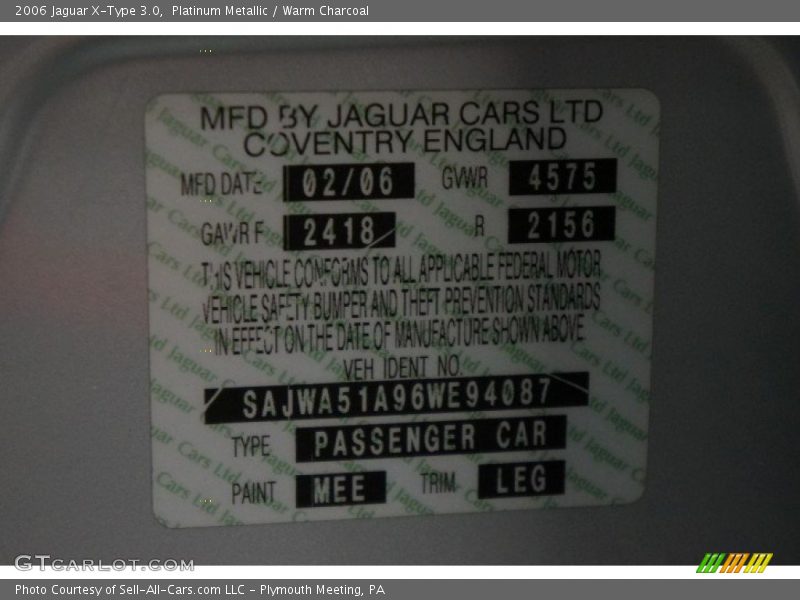 2006 Jaguar X-Type 3.0,  Platinum Metallic / Warm Charcoal
MFD BY JAGUAR CARS LTD
COVENTRY ENGLAND
MFD DATE 02/06 GVWR 4575
GAWR F 2418 R 2156
THIS VEHICLE CONFORMS TO ALL APPLICABLE FEDERAL MOTOR
VEHICLE SAFETY BUMPER AND THEFT PREVENTION STANDARDS
IN EFFECT ON THE DATE OF MANUFACTURE SHOWN ABOVE
VEH IDENT NO.
SAJWA51A96WE94087
TYPE PASSENGER CAR
PAINT MEE TRIM LEG
GTCARLOT.COM
Photo Courtesy of Sell-All-Cars.com LLC - Plymouth Meeting, PA